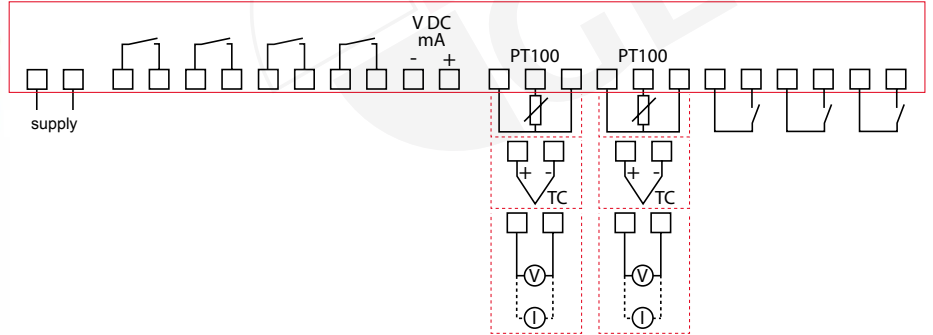 V DC
mA
- +
PT100 PT100
supply
+ - TC + - TC
V V
I I